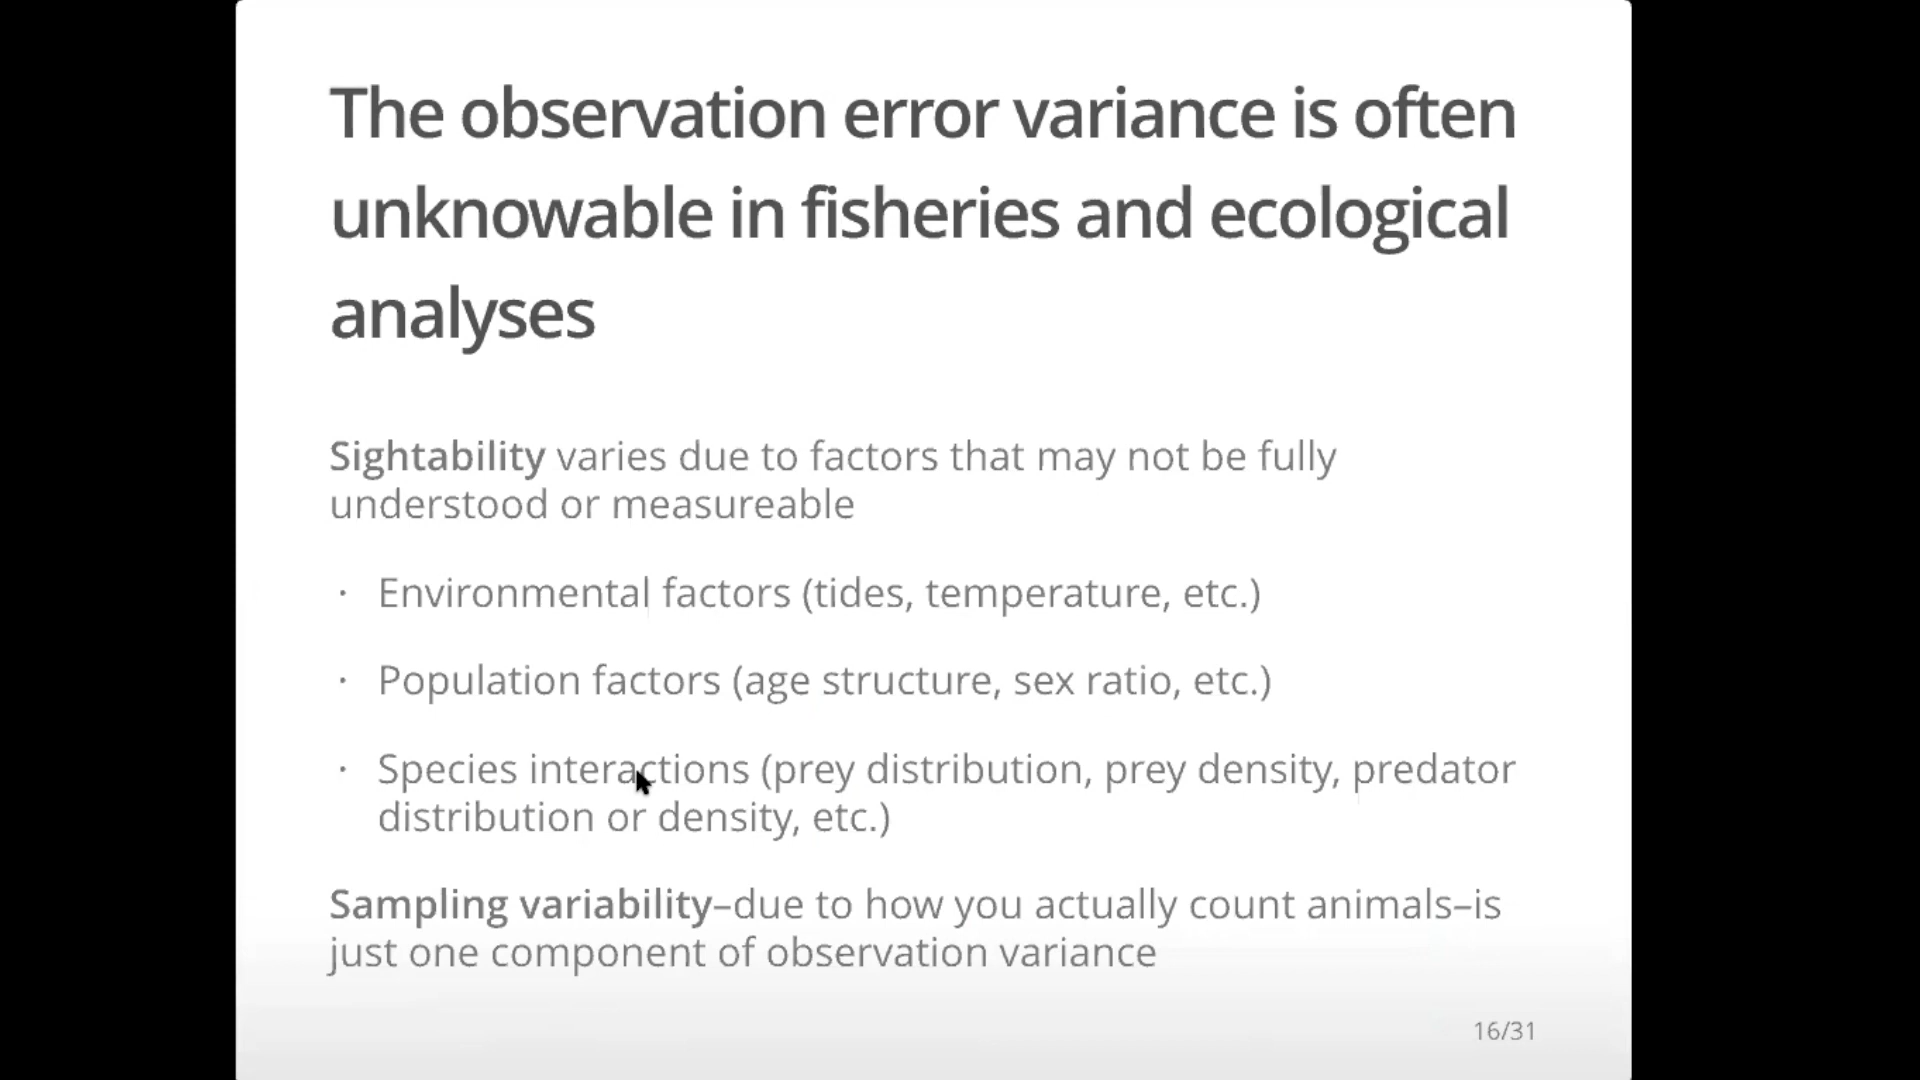 The observation error variance is often
unknowable in fisheries and ecological
analyses
Sightability varies due to factors that may not be fully
understood or measureable
· Environmental factors (tides, temperature, etc.)
· Population factors (age structure, sex ratio, etc.)
· Species interactions (prey distribution, prey density, predator
distribution or density, etc.)
Sampling variability–due to how you actually count animals–is
just one component of observation variance
16/31